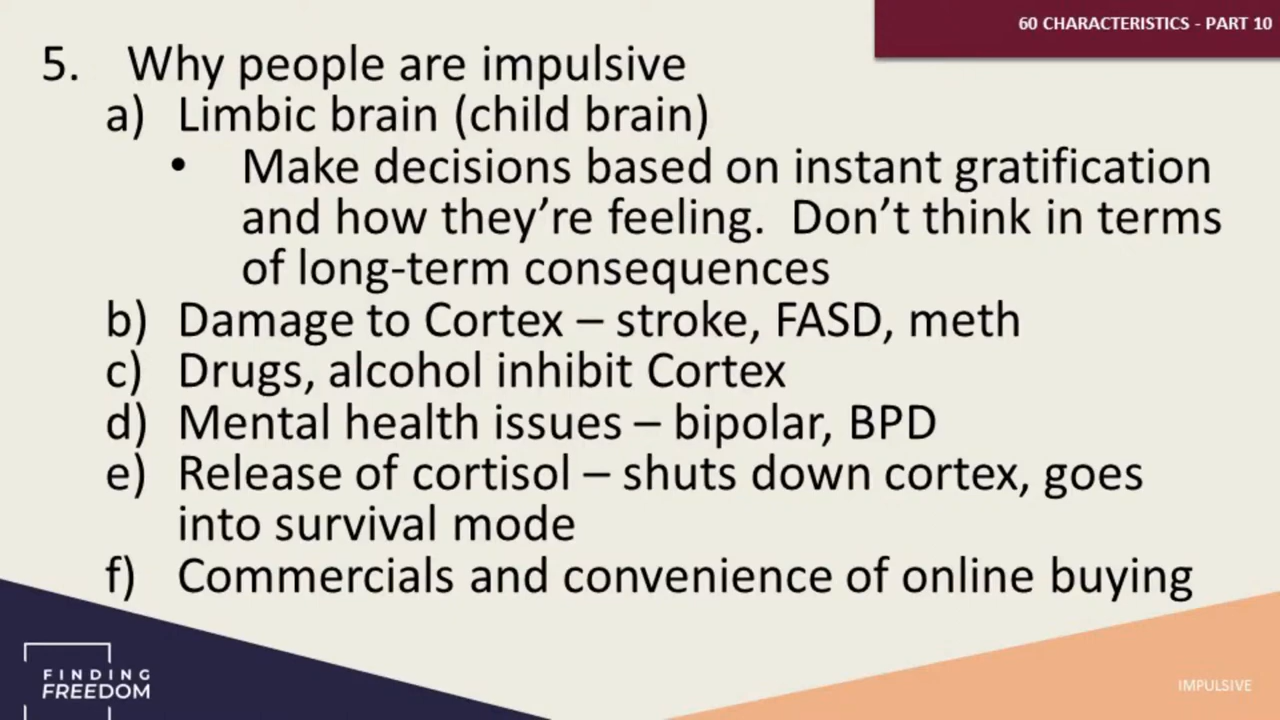 60 CHARACTERISTICS - PART 10
5. Why people are impulsive
a) Limbic brain (child brain)
• Make decisions based on instant gratification
and how they’re feeling. Don’t think in terms
of long-term consequences
b) Damage to Cortex – stroke, FASD, meth
c) Drugs, alcohol inhibit Cortex
d) Mental health issues – bipolar, BPD
e) Release of cortisol – shuts down cortex, goes
into survival mode
f) Commercials and convenience of online buying
FINDING
FREEDOM
IMPULSIVE